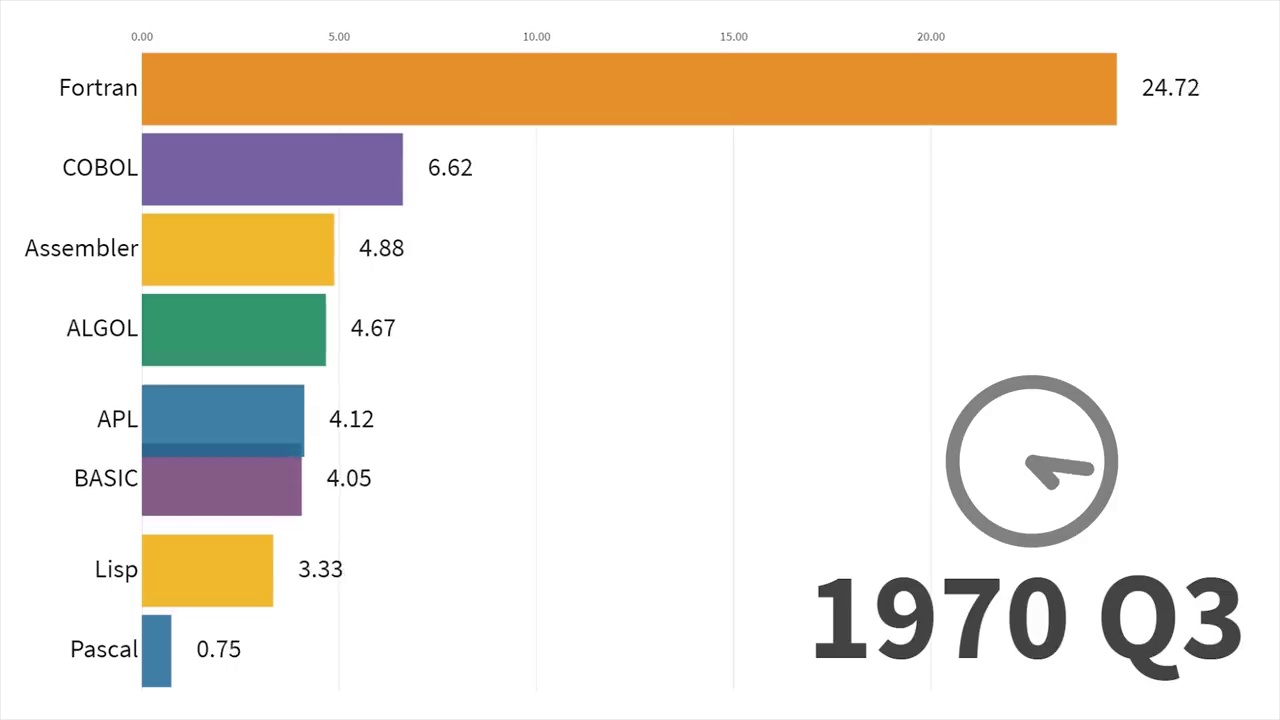 0.00 5.00 10.00 15.00 20.00
Fortran 24.72
COBOL 6.62
Assembler 4.88
ALGOL 4.67
APL 4.12
BASIC 4.05
Lisp 3.33
1970 Q3
Pascal 0.75